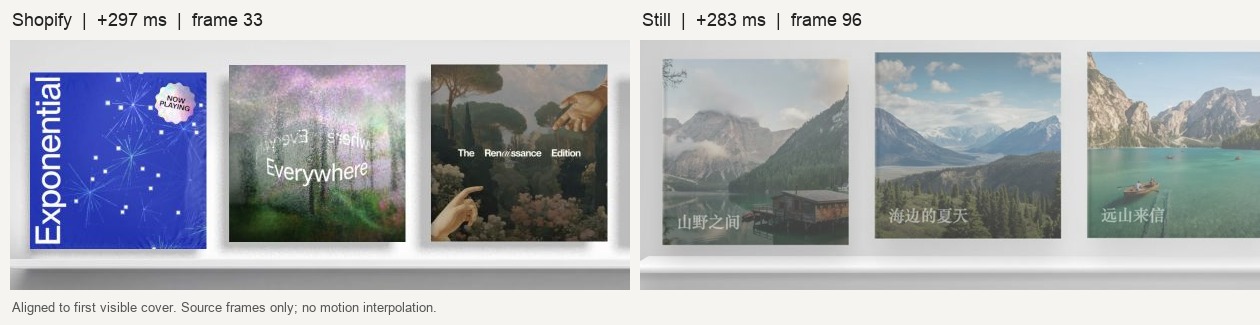 Shopify | +297 ms | frame 33
Still | +283 ms | frame 96
Exponential
NOW
PLAYING
Everywhere
The Renaissance Edition
山野之间
海边的夏天
远山来信
Aligned to first visible cover. Source frames only; no motion interpolation.